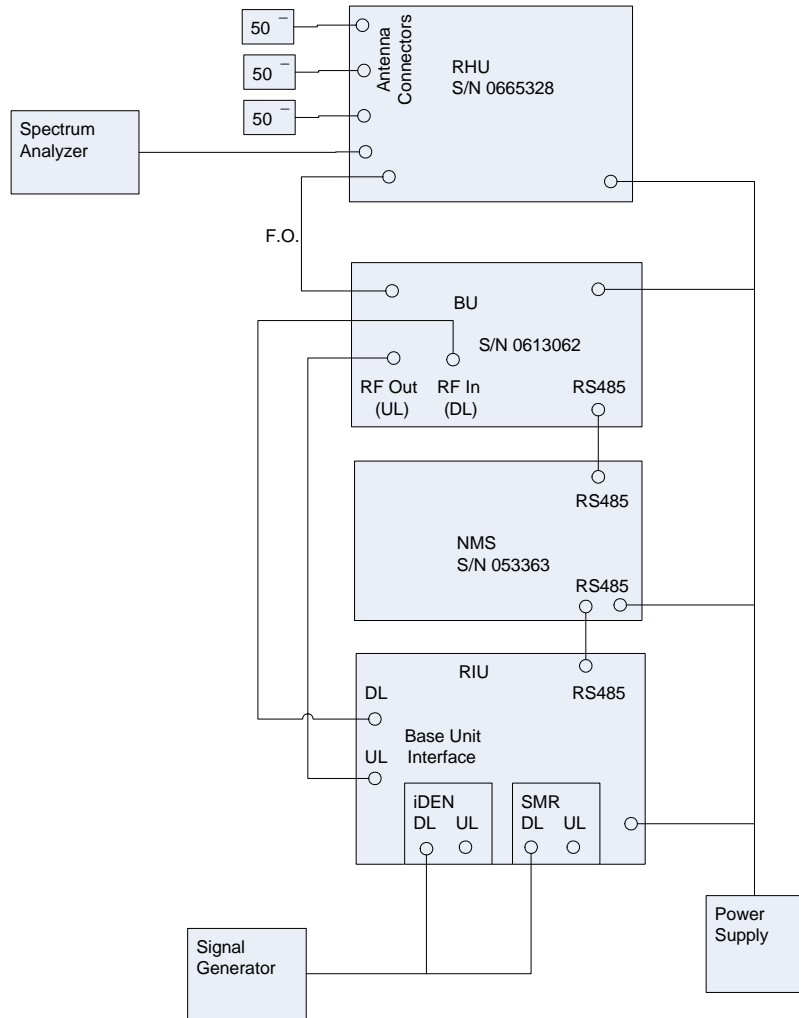 50 ¯
50 ¯
50 ¯
Antenna
Connectors
RHU
S/N 0665328
Spectrum
Analyzer
F.O.
BU
S/N 0613062
RF Out
(UL)
RF In
(DL)
RS485
RS485
NMS
S/N 053363
RS485
RIU
RS485
DL
Base Unit
Interface
UL
iDEN
DL UL
SMR
DL UL
Power
Supply
Signal
Generator